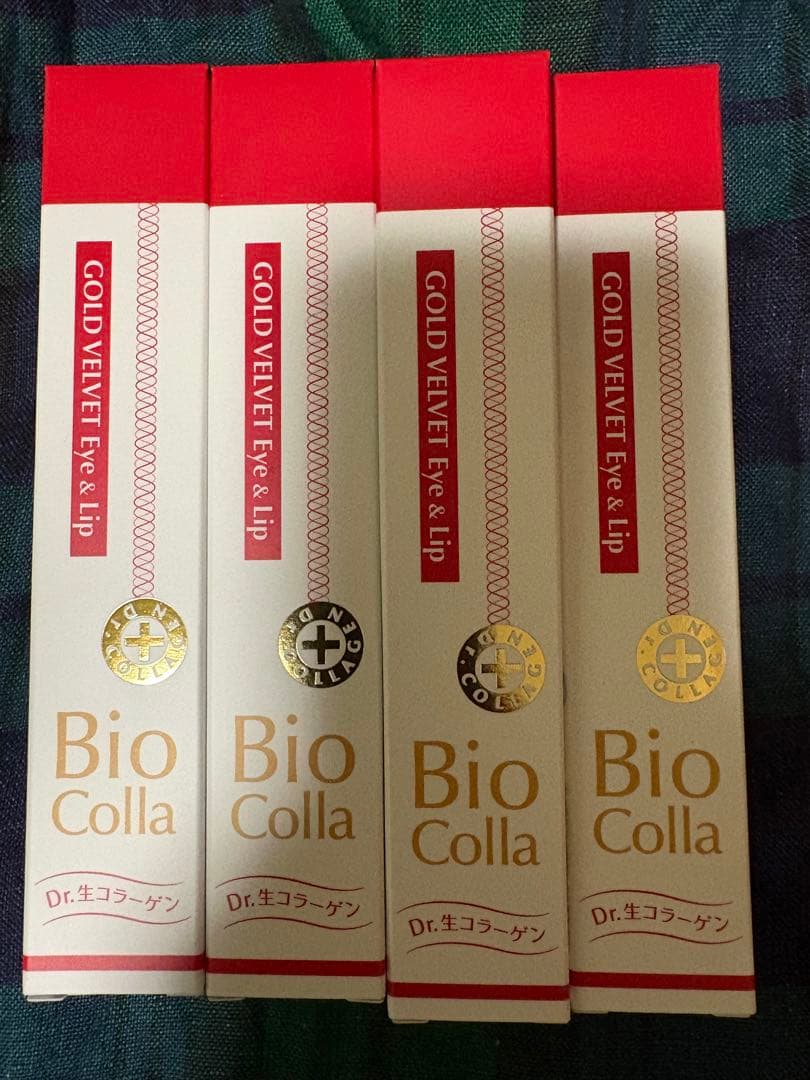 GOLD VELVET Eye & Lip
Dr. COLLAGEN
Bio
Colla
Dr.生コラーゲン
GOLD VELVET Eye & Lip
Dr. COLLAGEN
Bio
Colla
Dr.生コラーゲン
GOLD VELVET Eye & Lip
Dr. COLLAGEN
Bio
Colla
Dr.生コラーゲン
GOLD VELVET Eye & Lip
Dr. COLLAGEN
Bio
Colla
Dr.生コラーゲン